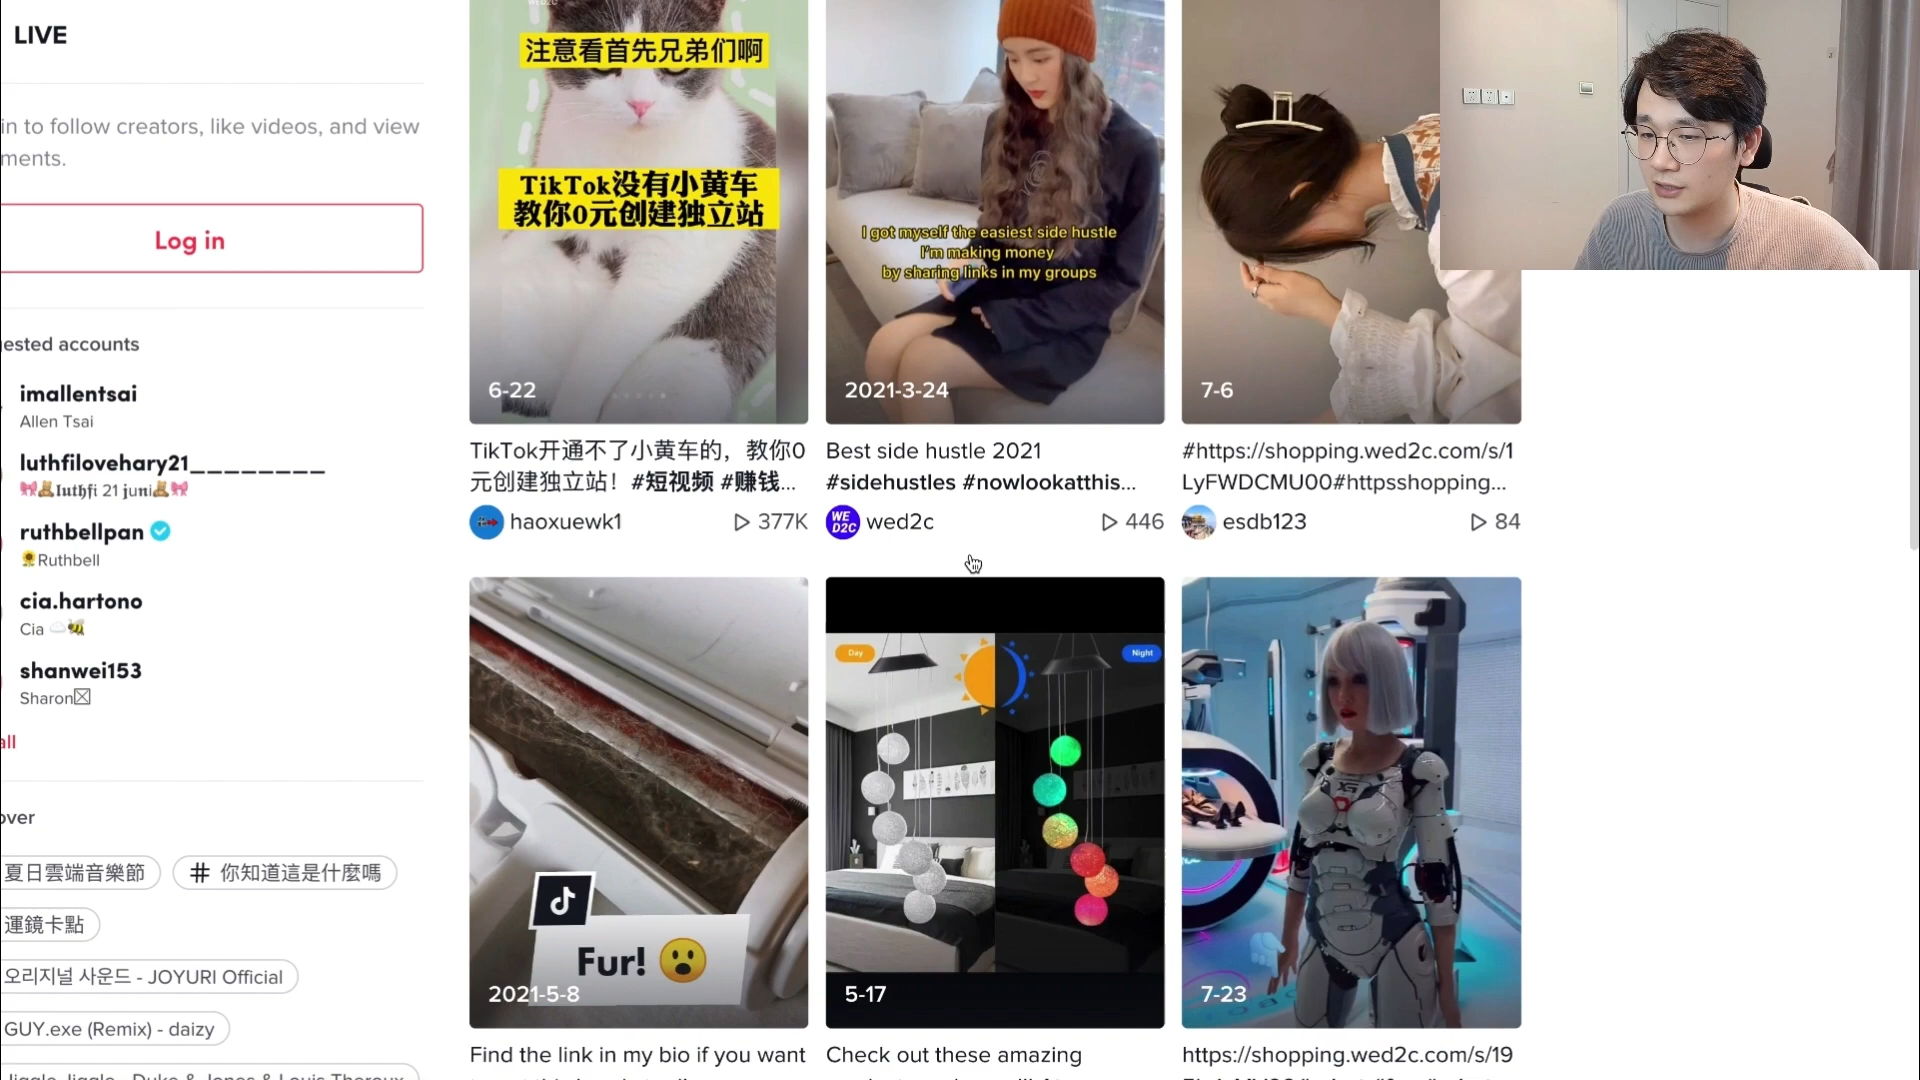 LIVE
in to follow creators, like videos, and view
ments.
Log in
ested accounts
imallentsai
Allen Tsai
luthfilovehary21________
🎀🧸𝕴𝖚𝖙𝖍𝖋𝖎 21 𝖏𝖚𝖓𝖎🧸🎀
ruthbellpan
🌻Ruthbell
cia.hartono
Cia ☁️🐝
shanwei153
Sharon
all
over
夏日雲端音樂節
# 你知道這是什麼嗎
運鏡卡點
오리지널 사운드 - JOYURI Official
GUY.exe (Remix) - daizy
Jiggle Jiggle - Duke & Jones & Louis Theroux
注意看首先兄弟们啊
TikTok没有小黄车
教你0元创建独立站
6-22
TikTok开通不了小黄车的，教你0
元创建独立站！#短视频 #赚钱...
haoxuewk1
377K
I got myself the easiest side hustle
I'm making money
by sharing links in my groups
2021-3-24
Best side hustle 2021
#sidehustles #nowlookatthis...
WE
D2C
wed2c
446
7-6
#https://shopping.wed2c.com/s/1
LyFWDCMU00#httpsshopping...
esdb123
84
Fur! 😮
2021-5-8
Find the link in my bio if you want
Day
Night
5-17
Check out these amazing
7-23
https://shopping.wed2c.com/s/19